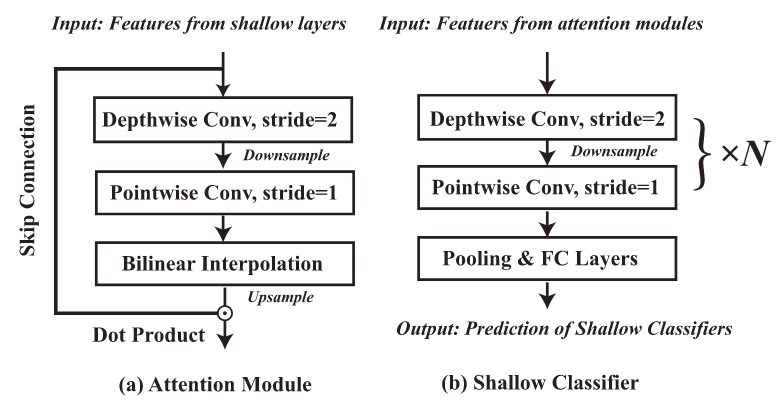 Input: Features from shallow layers
Skip Connection
Depthwise Conv, stride=2
Downsample
Pointwise Conv, stride=1
Bilinear Interpolation
Upsample
Dot Product
(a) Attention Module
Input: Featuers from attention modules
Depthwise Conv, stride=2
Downsample
Pointwise Conv, stride=1
×N
Pooling & FC Layers
Output: Prediction of Shallow Classifiers
(b) Shallow Classifier